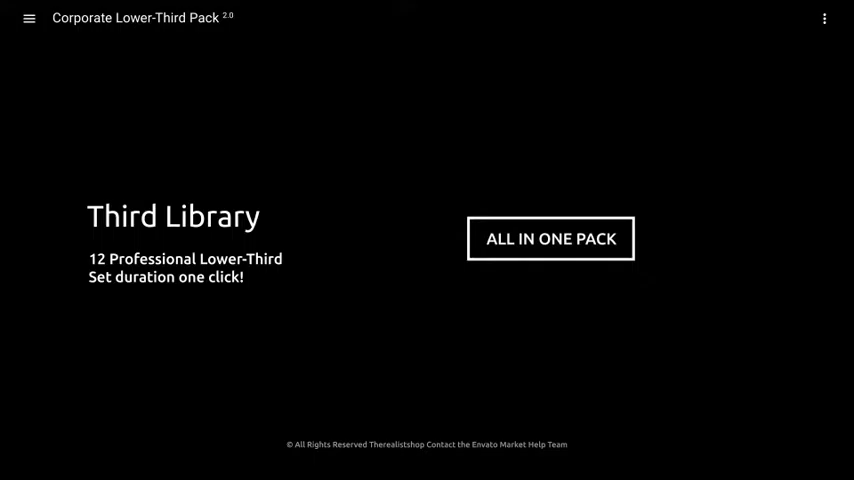 Corporate Lower-Third Pack 2.0
Third Library
12 Professional Lower-Third
Set duration one click!
ALL IN ONE PACK
© All Rights Reserved Therealistshop Contact the Envato Market Help Team